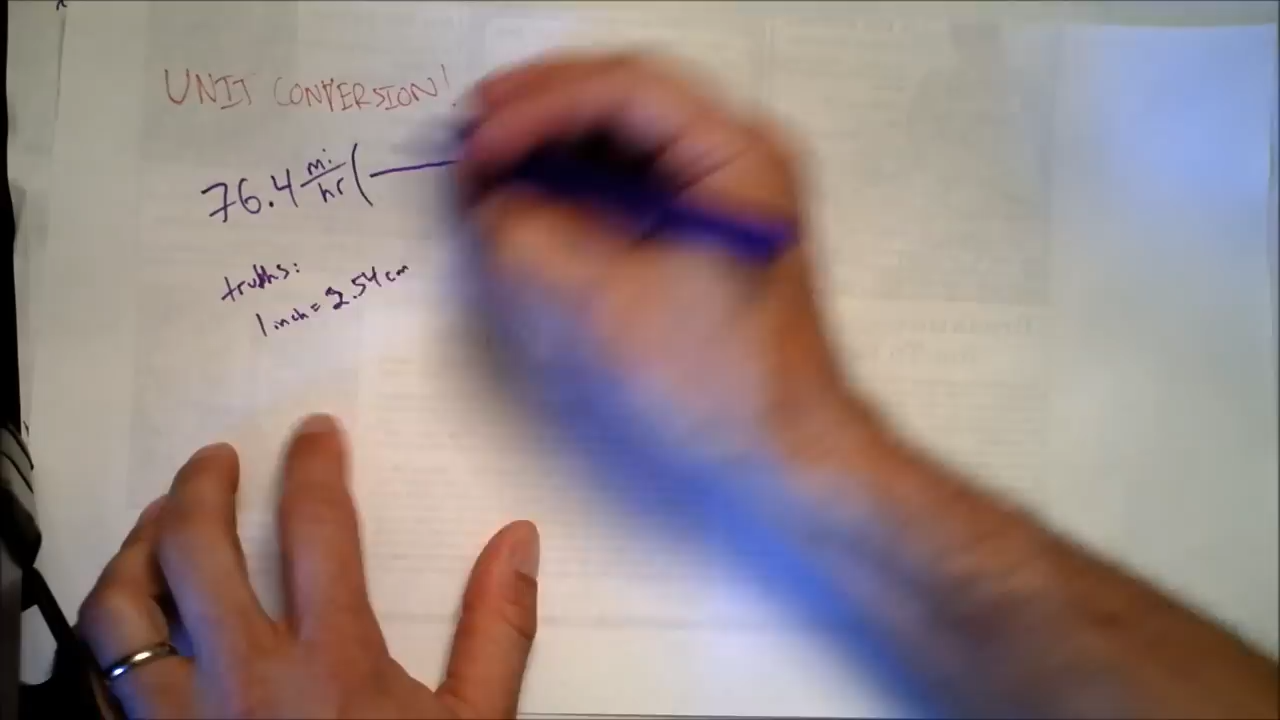 UNIT CONVERSION!
76.4 mi/hr (
truths:
1 inch = 2.54 cm